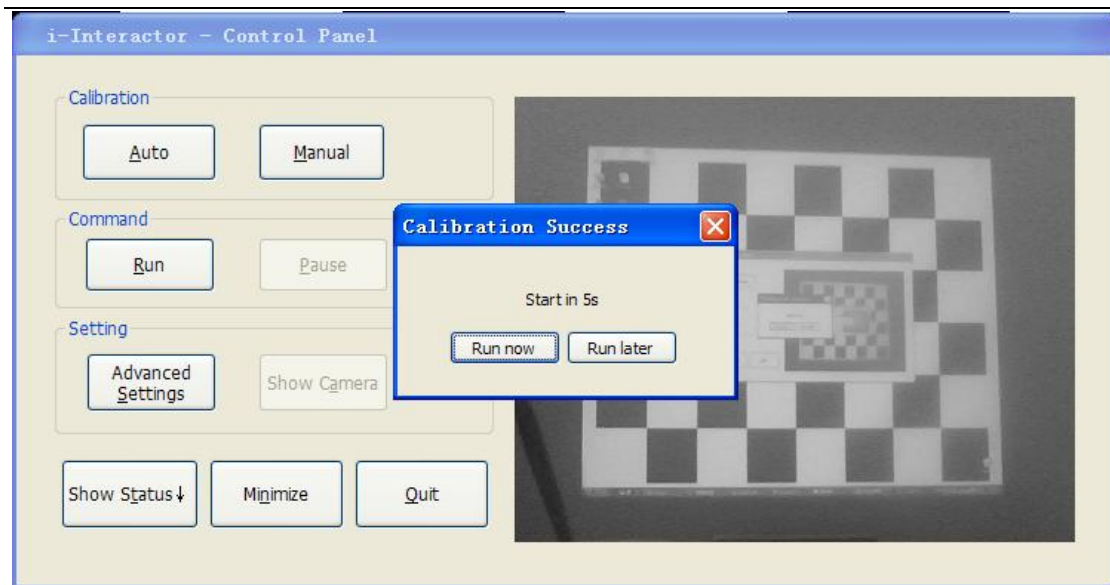 i-Interactor - Control Panel
Calibration
Auto
Manual
Command
Run
Pause
Setting
Advanced
Settings
Show Camera
Show Status↓
Minimize
Quit
Calibration Success
Start in 5s
Run now
Run later